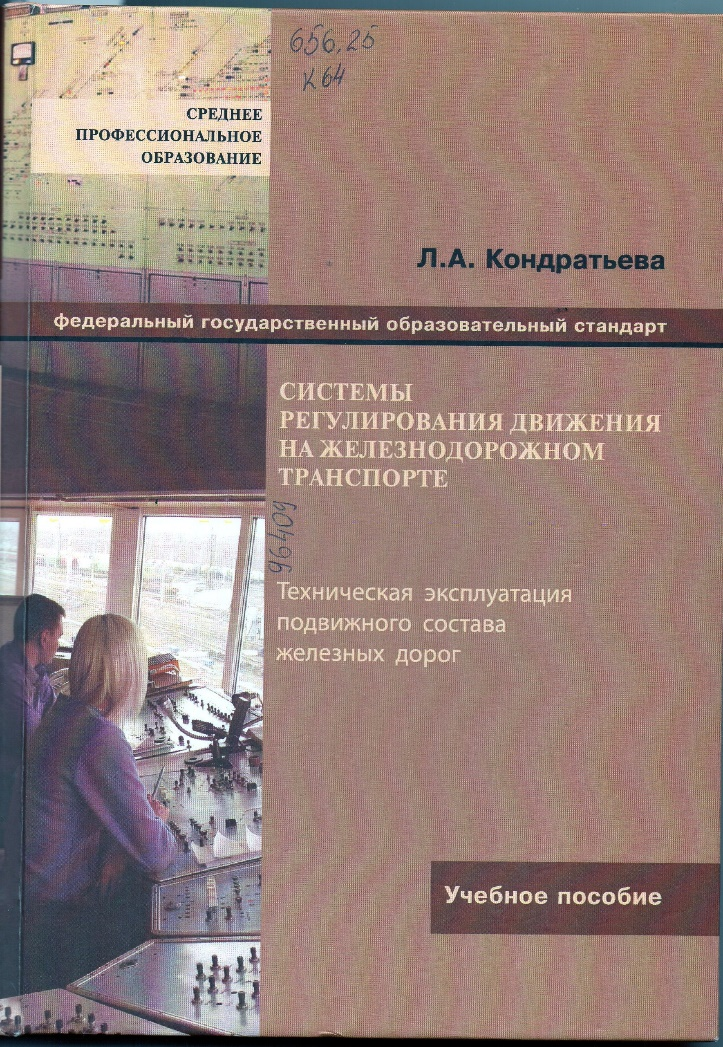 656.25
К64
СРЕДНЕЕ
ПРОФЕССИОНАЛЬНОЕ
ОБРАЗОВАНИЕ
Л.А. Кондратьева
федеральный государственный образовательный стандарт
СИСТЕМЫ
РЕГУЛИРОВАНИЯ ДВИЖЕНИЯ
НА ЖЕЛЕЗНОДОРОЖНОМ
ТРАНСПОРТЕ
99409
Техническая эксплуатация
подвижного состава
железных дорог
Учебное пособие